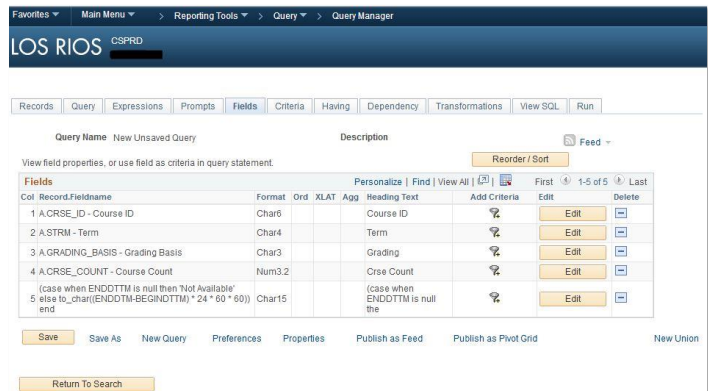 Favorites Main Menu > Reporting Tools > Query > Query Manager
LOS RIOS CSPRD
Records Query Expressions Prompts Fields Criteria Having Dependency Transformations View SQL Run
Query Name New Unsaved Query Description Feed
View field properties, or use field as criteria in query statement. Reorder / Sort
Fields Personalize | Find | View All | | First 1-5 of 5 Last
Col Record.Fieldname Format Ord XLAT Agg Heading Text Add Criteria Edit Delete
1 A.CRSE_ID - Course ID Char6 Course ID Edit
2 A.STRM - Term Char4 Term Edit
3 A.GRADING_BASIS - Grading Basis Char3 Grading Edit
4 A.CRSE_COUNT - Course Count Num3.2 Crse Count Edit
(case when ENDDTTM is null then 'Not Available' (case when
5 else to_char((ENDDTM-BEGINDTTM) * 24 * 60 * 60)) Char15 ENDDTTM is null Edit
end the
Save Save As New Query Preferences Properties Publish as Feed Publish as Pivot Grid New Union
Return To Search